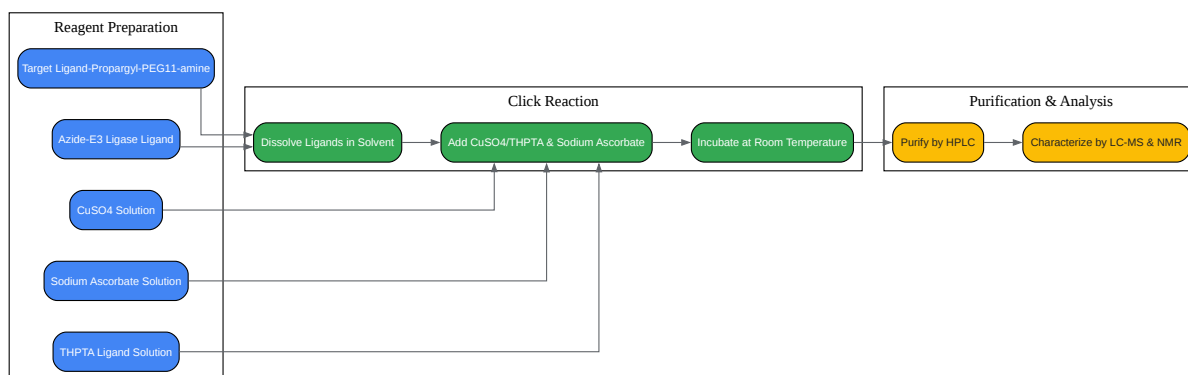 Reagent Preparation
Target Ligand-Propargyl-PEG11-amine
Azide-E3 Ligase Ligand
CuSO4 Solution
Sodium Ascorbate Solution
THPTA Ligand Solution
Click Reaction
Dissolve Ligands in Solvent
Add CuSO4/THPTA & Sodium Ascorbate
Incubate at Room Temperature
Purification & Analysis
Purify by HPLC
Characterize by LC-MS & NMR